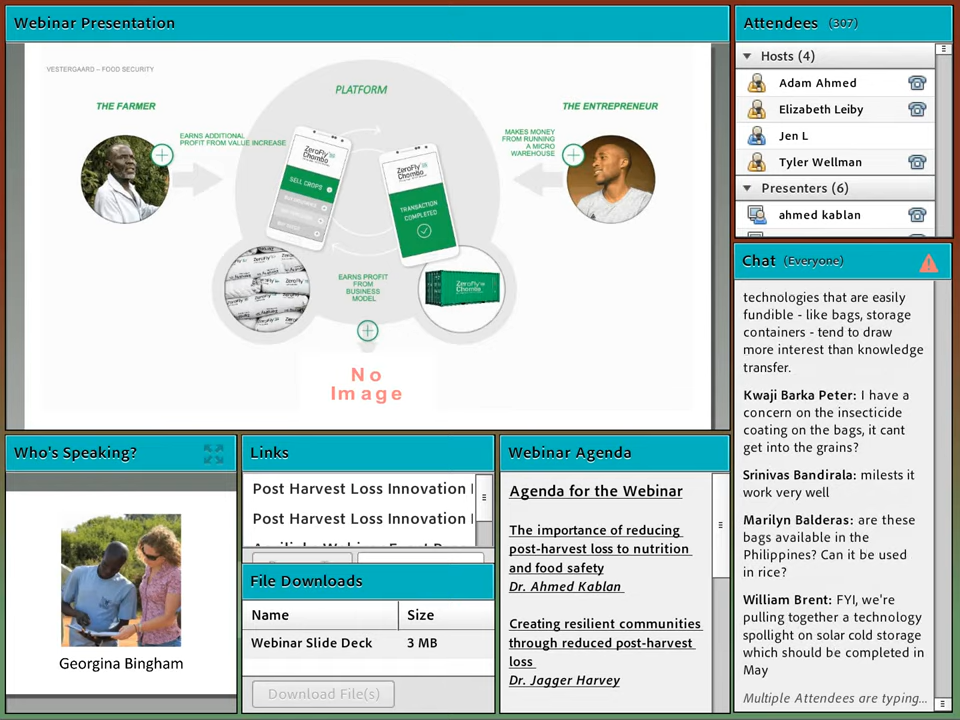 Webinar Presentation
VESTERGAARD – FOOD SECURITY
PLATFORM
THE FARMER
THE ENTREPRENEUR
EARNS ADDITIONAL
PROFIT FROM VALUE INCREASE
MAKES MONEY
FROM RUNNING
A MICRO
WAREHOUSE
ZeroFly
Chombo
SELL CROPS
ZeroFly
Chombo
TRANSACTION
COMPLETED
EARNS PROFIT
FROM
BUSINESS
MODEL
ZeroFly
Chombo
No
Image
Attendees (307)
Hosts (4)
Adam Ahmed
Elizabeth Leiby
Jen L
Tyler Wellman
Presenters (6)
ahmed kablan
Chat (Everyone)
technologies that are easily
fundible - like bags, storage
containers - tend to draw
more interest than knowledge
transfer.
Kwaji Barka Peter: I have a
concern on the insecticide
coating on the bags, it cant
get into the grains?
Srinivas Bandirala: milests it
work very well
Marilyn Balderas: are these
bags available in the
Philippines? Can it be used
in rice?
William Brent: FYI, we're
pulling together a technology
spotlight on solar cold storage
which should be completed in
May
Multiple Attendees are typing...
Who's Speaking?
Georgina Bingham
Links
Post Harvest Loss Innovation
Post Harvest Loss Innovation
File Downloads
Name Size
Webinar Slide Deck 3 MB
Download File(s)
Webinar Agenda
Agenda for the Webinar
The importance of reducing
post-harvest loss to nutrition
and food safety
Dr. Ahmed Kablan
Creating resilient communities
through reduced post-harvest
loss
Dr. Jagger Harvey